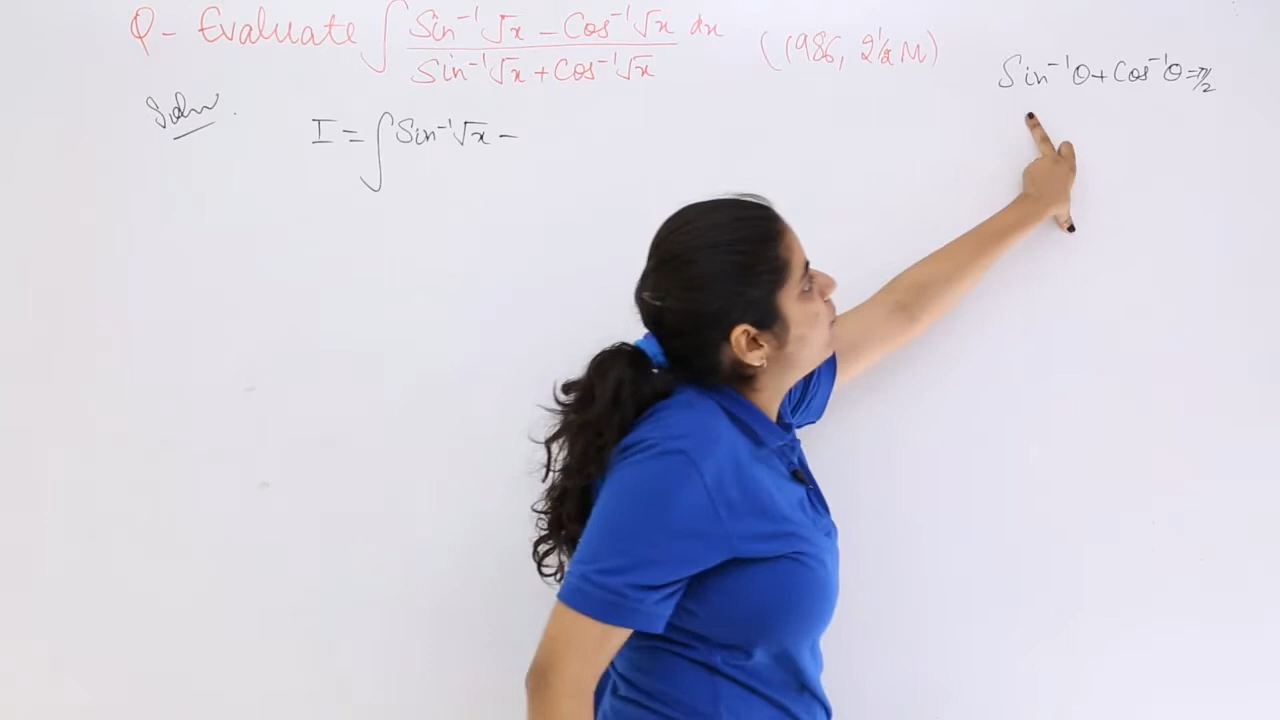 Q- Evaluate ∫ (Sin⁻¹√x - Cos⁻¹√x)/(Sin⁻¹√x + Cos⁻¹√x) dx (1986, 2½ M)
Sin⁻¹θ + Cos⁻¹θ = π/2
Soln.
I = ∫ Sin⁻¹√x -